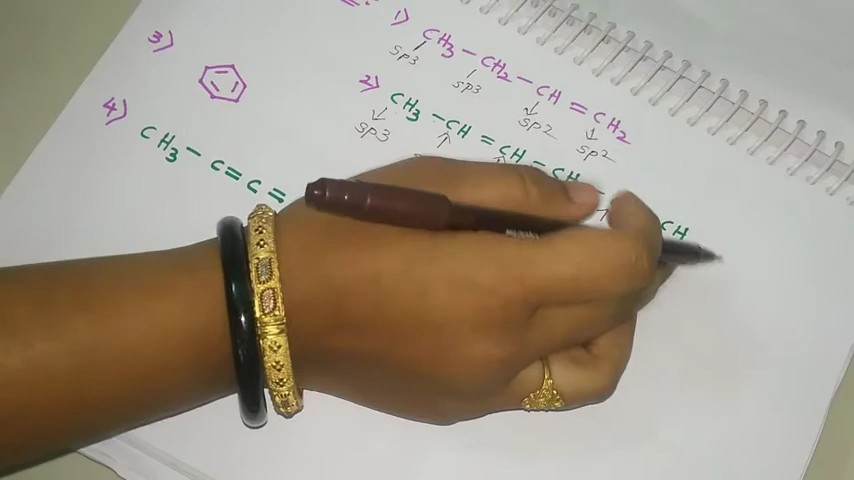 1) CH3 - CH2 - CH = CH2
sp3 sp3 sp2 sp2
2) CH3 - CH = CH - CH
CH
sp3
3)
4) CH3 - C = C =